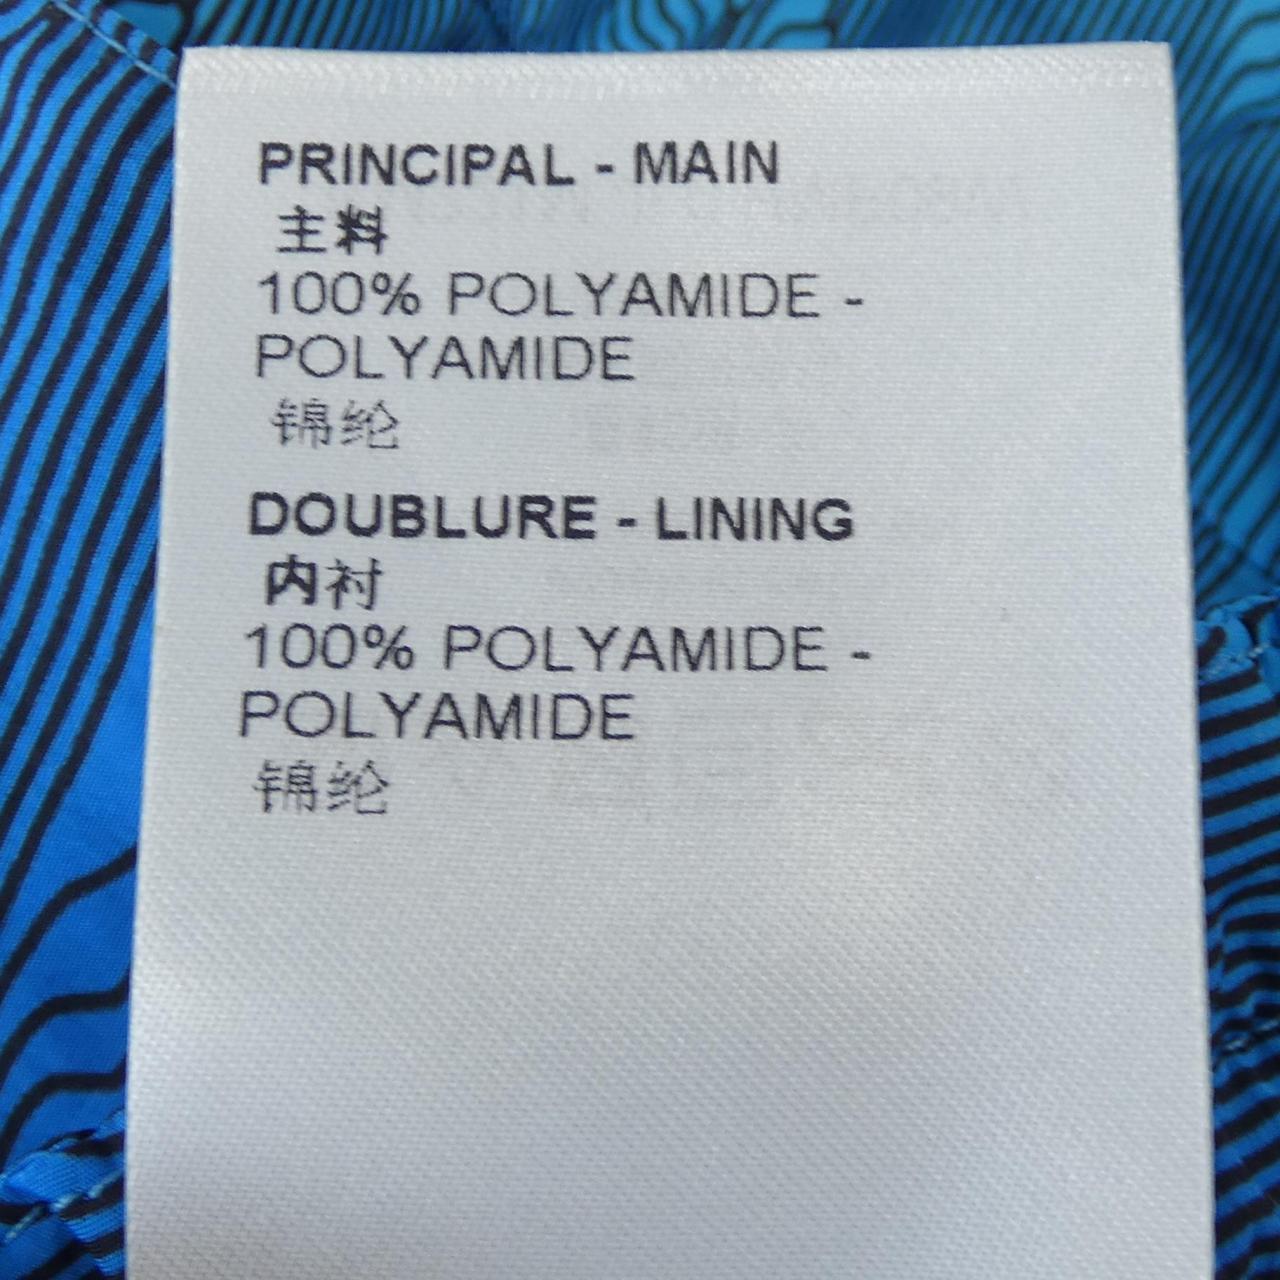 PRINCIPAL - MAIN
主料
100% POLYAMIDE -
POLYAMIDE
锦纶
DOUBLURE - LINING
内衬
100% POLYAMIDE -
POLYAMIDE
锦纶